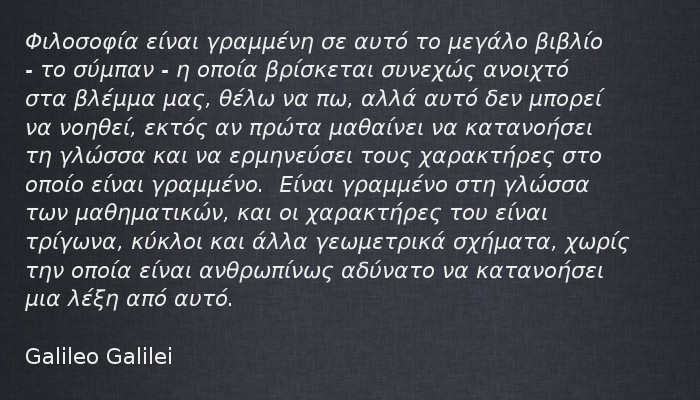 Φιλοσοφία είναι γραμμένη σε αυτό το μεγάλο βιβλίο
- το σύμπαν - η οποία βρίσκεται συνεχώς ανοιχτό
στα βλέμμα μας, θέλω να πω, αλλά αυτό δεν μπορεί
να νοηθεί, εκτός αν πρώτα μαθαίνει να κατανοήσει
τη γλώσσα και να ερμηνεύσει τους χαρακτήρες στο
οποίο είναι γραμμένο.  Είναι γραμμένο στη γλώσσα
των μαθηματικών, και οι χαρακτήρες του είναι
τρίγωνα, κύκλοι και άλλα γεωμετρικά σχήματα, χωρίς
την οποία είναι ανθρωπίνως αδύνατο να κατανοήσει
μια λέξη από αυτό.
Galileo Galilei